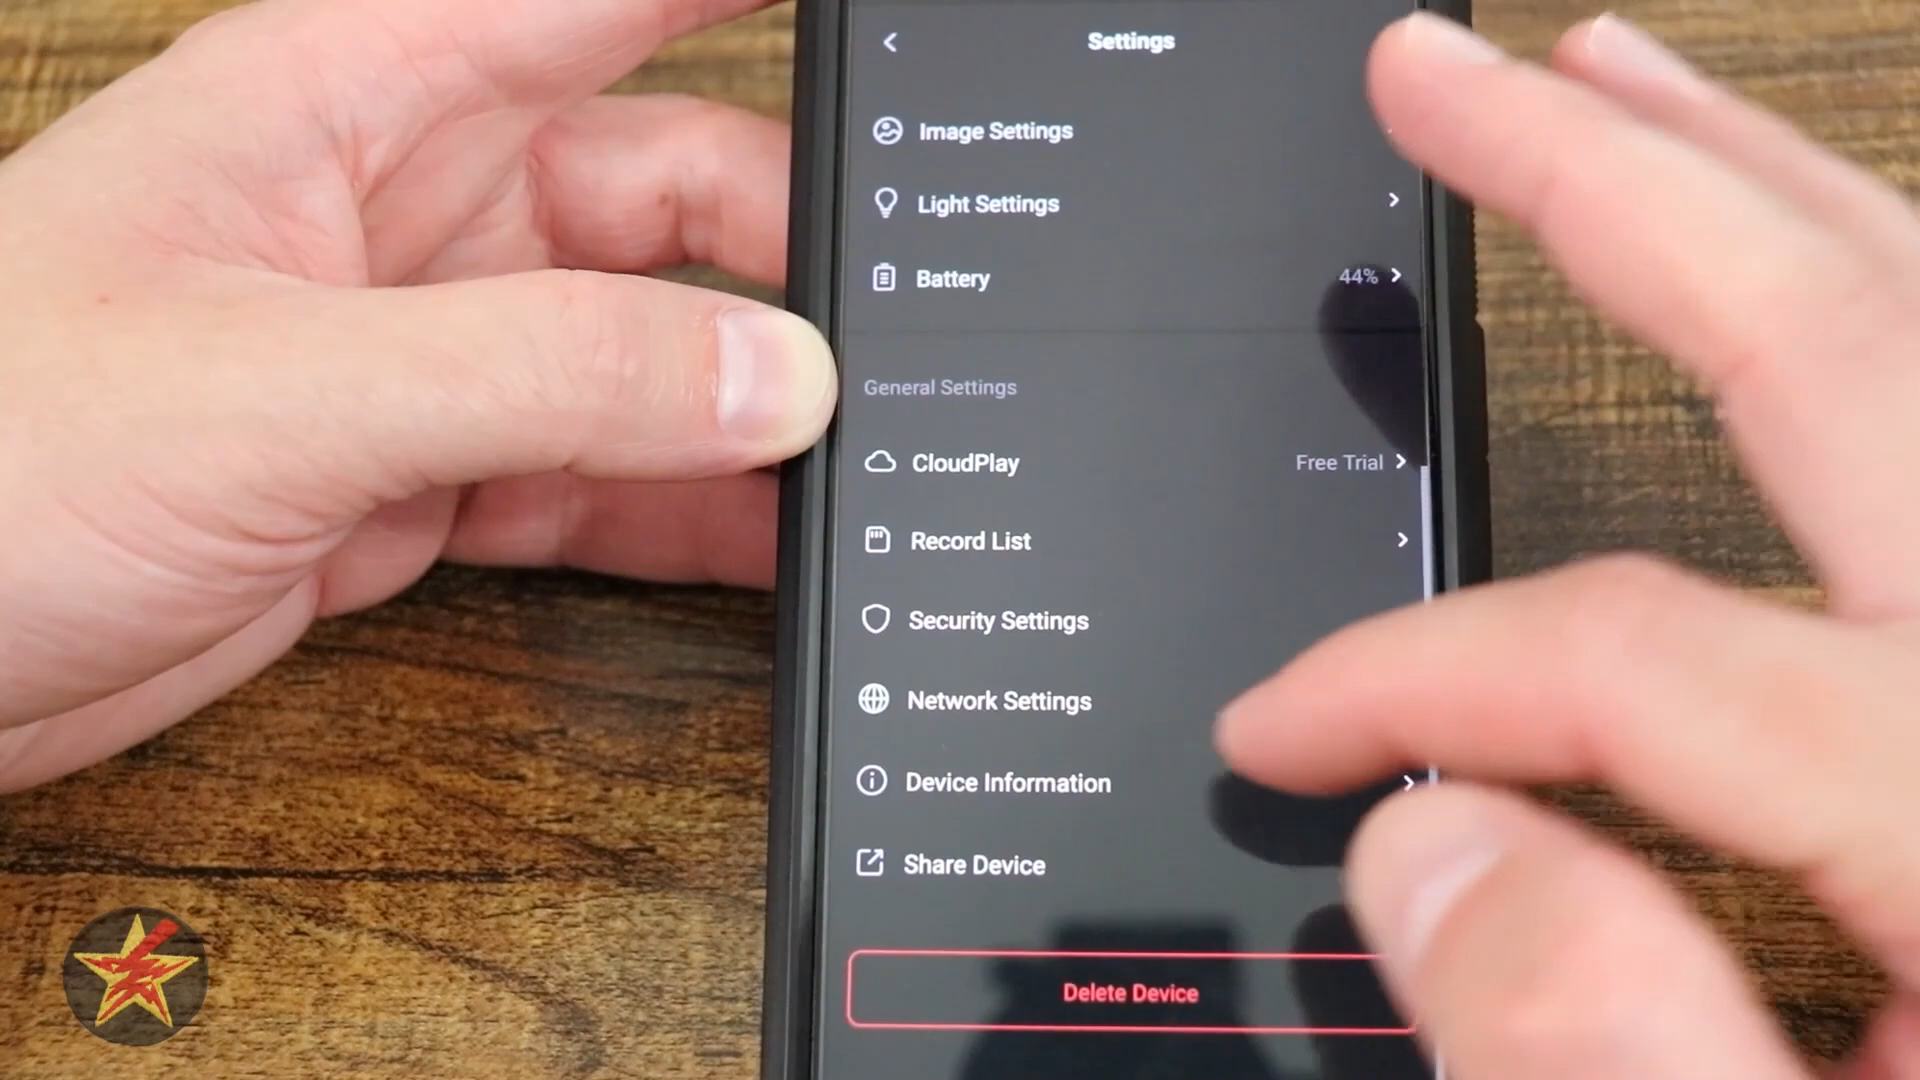 Settings
Image Settings
Light Settings
Battery 44%
General Settings
CloudPlay Free Trial
Record List
Security Settings
Network Settings
Device Information
Share Device
Delete Device